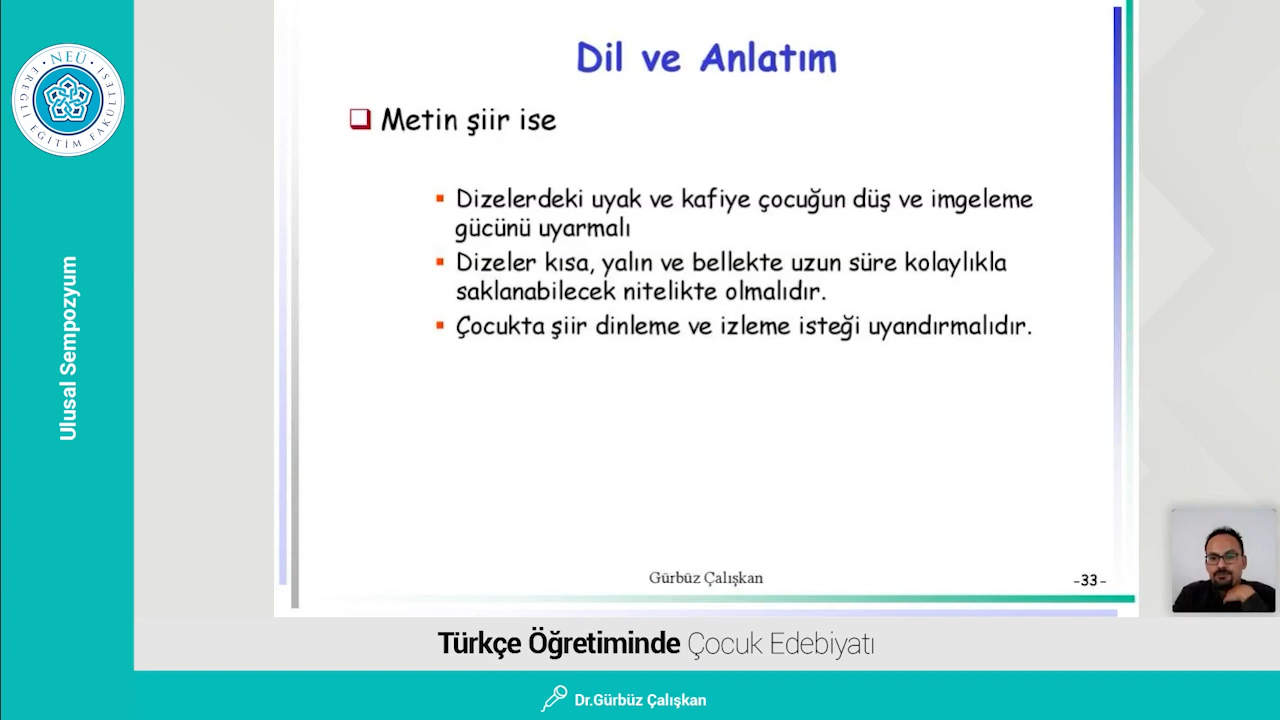 NEÜ
EREĞLİ EĞİTİM FAKÜLTESİ
Ulusal Sempozyum
Dil ve Anlatım
Metin şiir ise
Dizelerdeki uyak ve kafiye çocuğun düş ve imgeleme
gücünü uyarmalı
Dizeler kısa, yalın ve bellekte uzun süre kolaylıkla
saklanabilecek nitelikte olmalıdır.
Çocukta şiir dinleme ve izleme isteği uyandırmalıdır.
Gürbüz Çalışkan
-33-
Türkçe Öğretiminde Çocuk Edebiyatı
Dr.Gürbüz Çalışkan